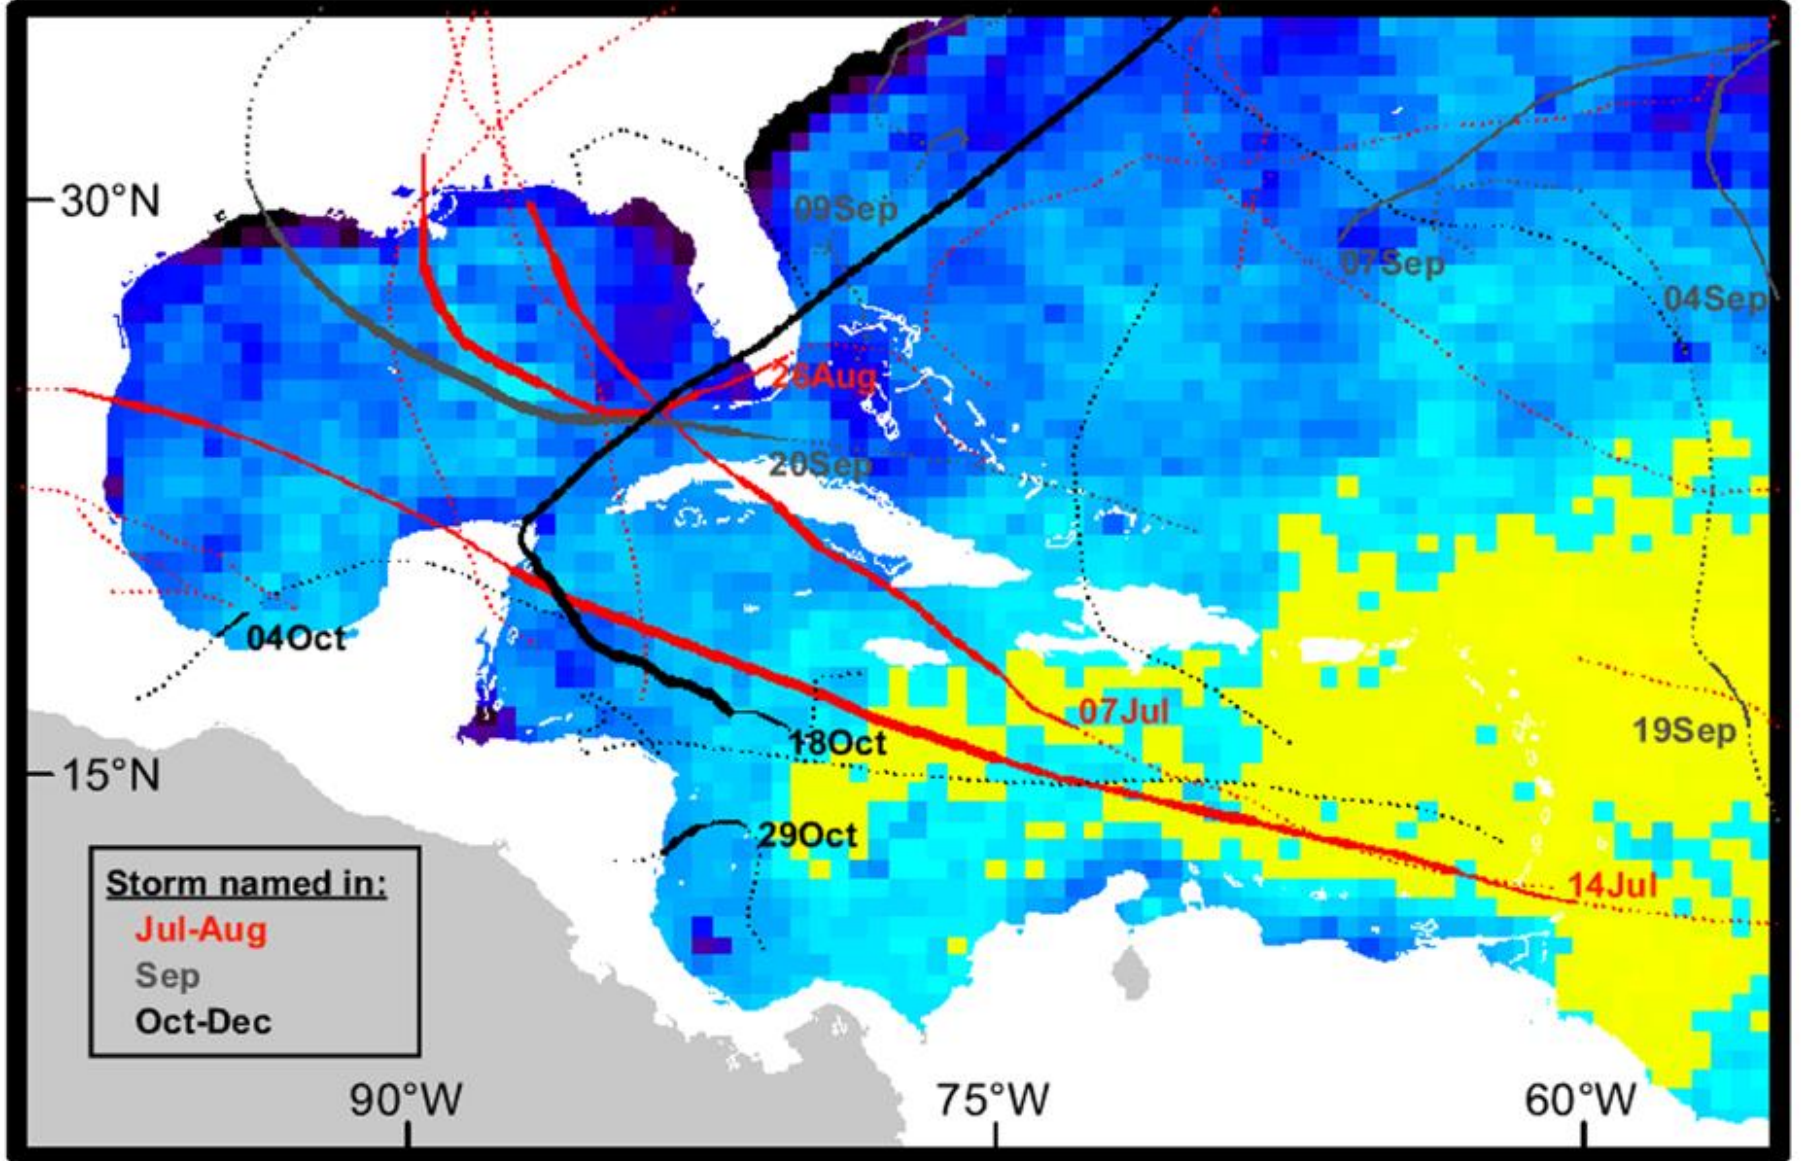 30°N
09Sep
07Sep
04Sep
26Aug
20Sep
04Oct
07Jul
18Oct
19Sep
15°N
29Oct
14Jul
Storm named in:
Jul-Aug
Sep
Oct-Dec
90°W
75°W
60°W